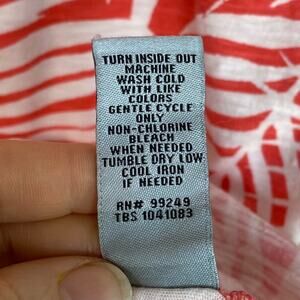 TURN INSIDE OUT
MACHINE
WASH COLD
WITH LIKE
COLORS
GENTLE CYCLE
ONLY
NON-CHLORINE
BLEACH
WHEN NEEDED
TUMBLE DRY LOW
COOL IRON
IF NEEDED
RN# 99249
TBS 1041083